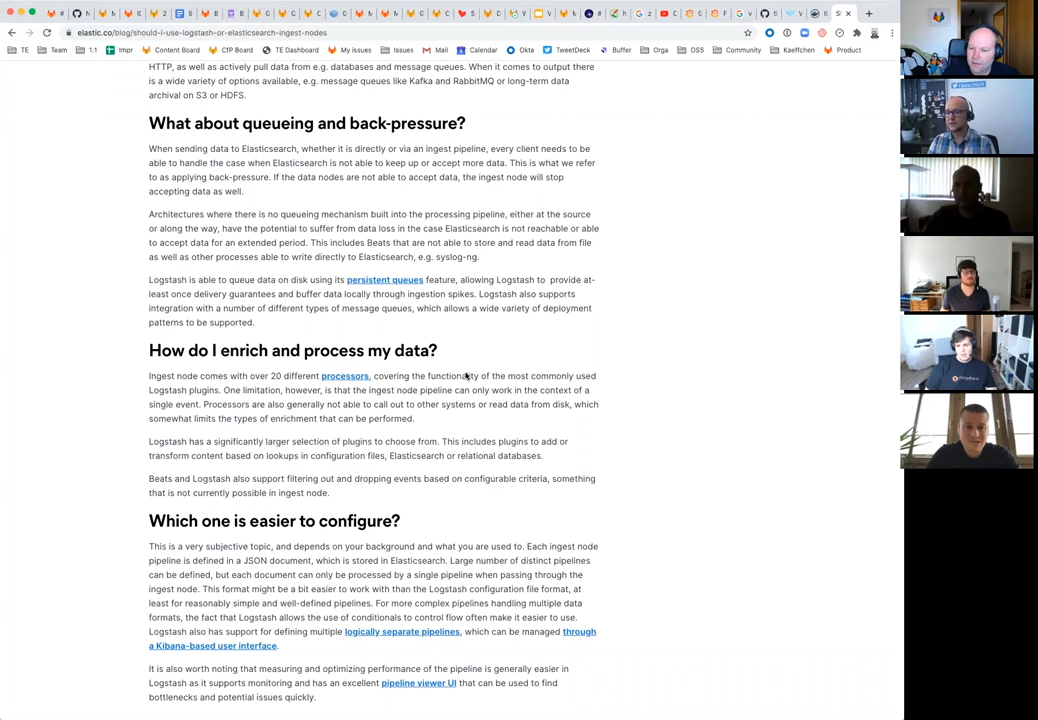 elastic.co/blog/should-i-use-logstash-or-elasticsearch-ingest-nodes
TE
Team
1:1
Impr
Content Board
CfP Board
TE Dashboard
My issues
Issues
Mail
Calendar
Okta
TweetDeck
Buffer
Orga
OSS
Community
Kaeffchen
Product
HTTP, as well as actively pull data from e.g. databases and message queues. When it comes to output there
is a wide variety of options available, e.g. message queues like Kafka and RabbitMQ or long-term data
archival on S3 or HDFS.
What about queueing and back-pressure?
When sending data to Elasticsearch, whether it is directly or via an ingest pipeline, every client needs to be
able to handle the case when Elasticsearch is not able to keep up or accept more data. This is what we refer
to as applying back-pressure. If the data nodes are not able to accept data, the ingest node will stop
accepting data as well.
Architectures where there is no queueing mechanism built into the processing pipeline, either at the source
or along the way, have the potential to suffer from data loss in the case Elasticsearch is not reachable or able
to accept data for an extended period. This includes Beats that are not able to store and read data from file
as well as other processes able to write directly to Elasticsearch, e.g. syslog-ng.
Logstash is able to queue data on disk using its persistent queues feature, allowing Logstash to provide at-
least once delivery guarantees and buffer data locally through ingestion spikes. Logstash also supports
integration with a number of different types of message queues, which allows a wide variety of deployment
patterns to be supported.
How do I enrich and process my data?
Ingest node comes with over 20 different processors, covering the functionality of the most commonly used
Logstash plugins. One limitation, however, is that the ingest node pipeline can only work in the context of a
single event. Processors are also generally not able to call out to other systems or read data from disk, which
somewhat limits the types of enrichment that can be performed.
Logstash has a significantly larger selection of plugins to choose from. This includes plugins to add or
transform content based on lookups in configuration files, Elasticsearch or relational databases.
Beats and Logstash also support filtering out and dropping events based on configurable criteria, something
that is not currently possible in ingest node.
Which one is easier to configure?
This is a very subjective topic, and depends on your background and what you are used to. Each ingest node
pipeline is defined in a JSON document, which is stored in Elasticsearch. Large number of distinct pipelines
can be defined, but each document can only be processed by a single pipeline when passing through the
ingest node. This format might be a bit easier to work with than the Logstash configuration file format, at
least for reasonably simple and well-defined pipelines. For more complex pipelines handling multiple data
formats, the fact that Logstash allows the use of conditionals to control flow often make it easier to use.
Logstash also has support for defining multiple logically separate pipelines, which can be managed through
a Kibana-based user interface.
It is also worth noting that measuring and optimizing performance of the pipeline is generally easier in
Logstash as it supports monitoring and has an excellent pipeline viewer UI that can be used to find
bottlenecks and potential issues quickly.